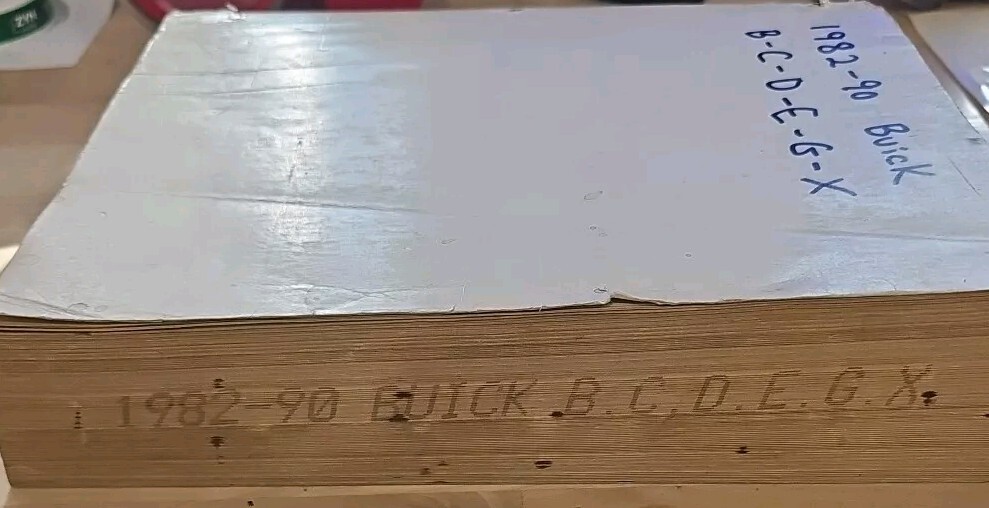 1982-90 Buick
B-C-D-E-G-X
1982-90 BUICK B.C,D.E.G.X.